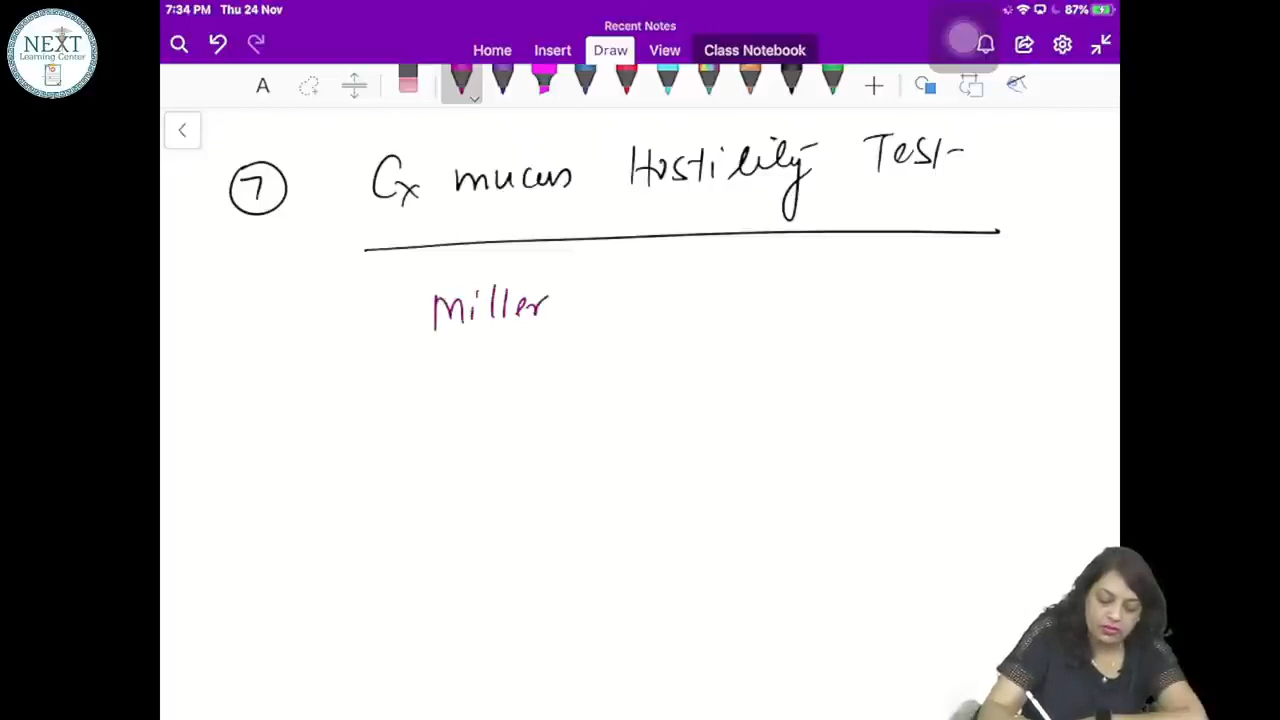 7:34 PM Thu 24 Nov
87%
Recent Notes
Home Insert Draw View Class Notebook
NEXT
Learning Center
A
7 Cx mucus Hostility Test
Miller